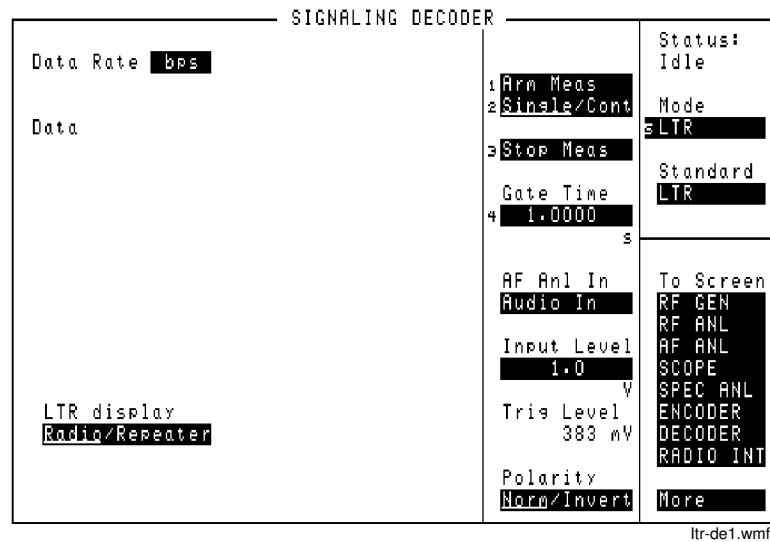 SIGNALING DECODER
Data Rate bps
Data
LTR display
Radio/Repeater
1 Arm Meas
2 Single/Cont
3 Stop Meas
Gate Time
4 1.0000
s
AF Anl In
Audio In
Input Level
1.0
V
Trig Level
383 mV
Polarity
Norm/Invert
Status:
Idle
Mode
5 LTR
Standard
LTR
To Screen
RF GEN
RF ANL
AF ANL
SCOPE
SPEC ANL
ENCODER
DECODER
RADIO INT
More
ltr-de1.wmf